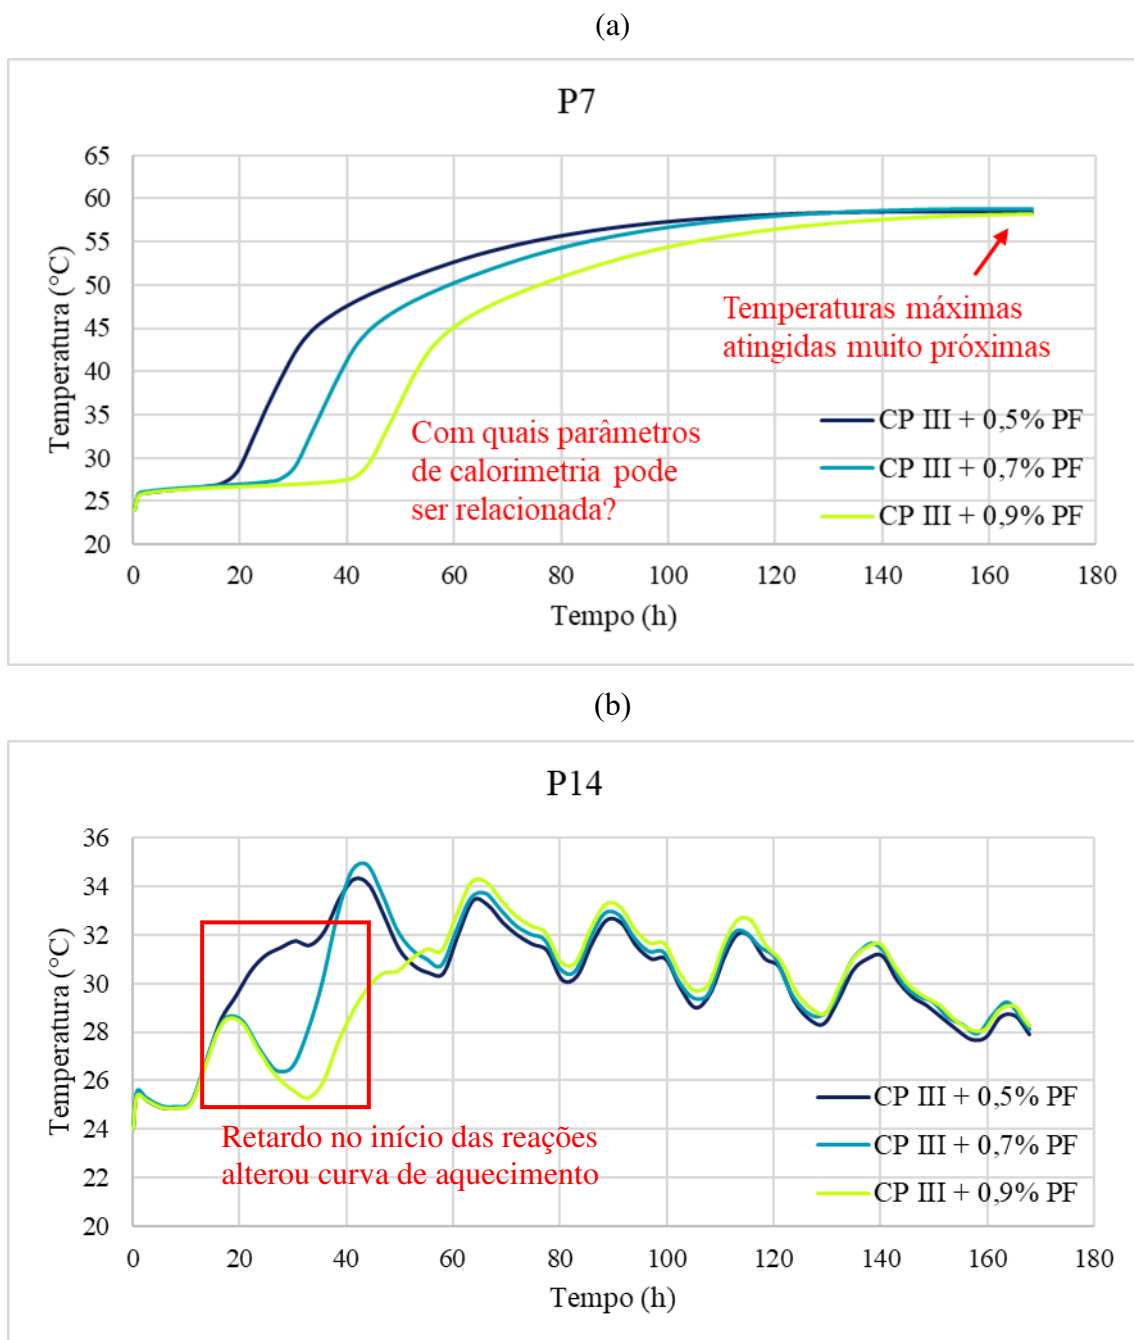 (a)
P7
65
60
55
50
45
40
35
30
25
20
Temperatura (°C)
Temperaturas máximas
atingidas muito próximas
Com quais parâmetros
de calorimetria pode
ser relacionada?
CP III + 0,5% PF
CP III + 0,7% PF
CP III + 0,9% PF
0 20 40 60 80 100 120 140 160 180
Tempo (h)
(b)
P14
36
34
32
30
28
26
24
22
20
Temperatura (°C)
Retardo no início das reações
alterou curva de aquecimento
CP III + 0,5% PF
CP III + 0,7% PF
CP III + 0,9% PF
0 20 40 60 80 100 120 140 160 180
Tempo (h)